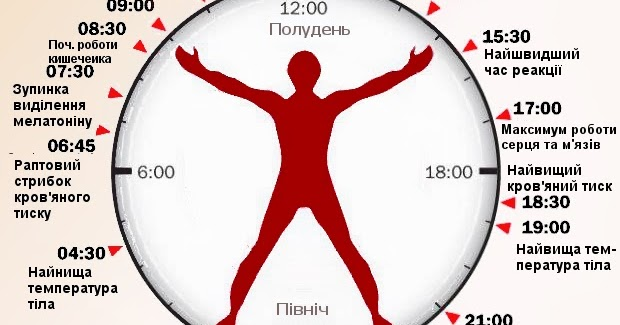 09:00
12:00
Полудень
08:30
Поч. роботи
кишечеика
07:30
Зупинка
виділення
мелатоніну
06:45
Раптовий
стрибок
кров'яного
тиску
6:00
04:30
Найнища
температура
тіла
15:30
Найшвидший
час реакції
17:00
Максимум роботи
серця та м'язів
18:00
Найвищий
кров'яний тиск
18:30
19:00
Найвища тем-
пература тіла
21:00
Північ